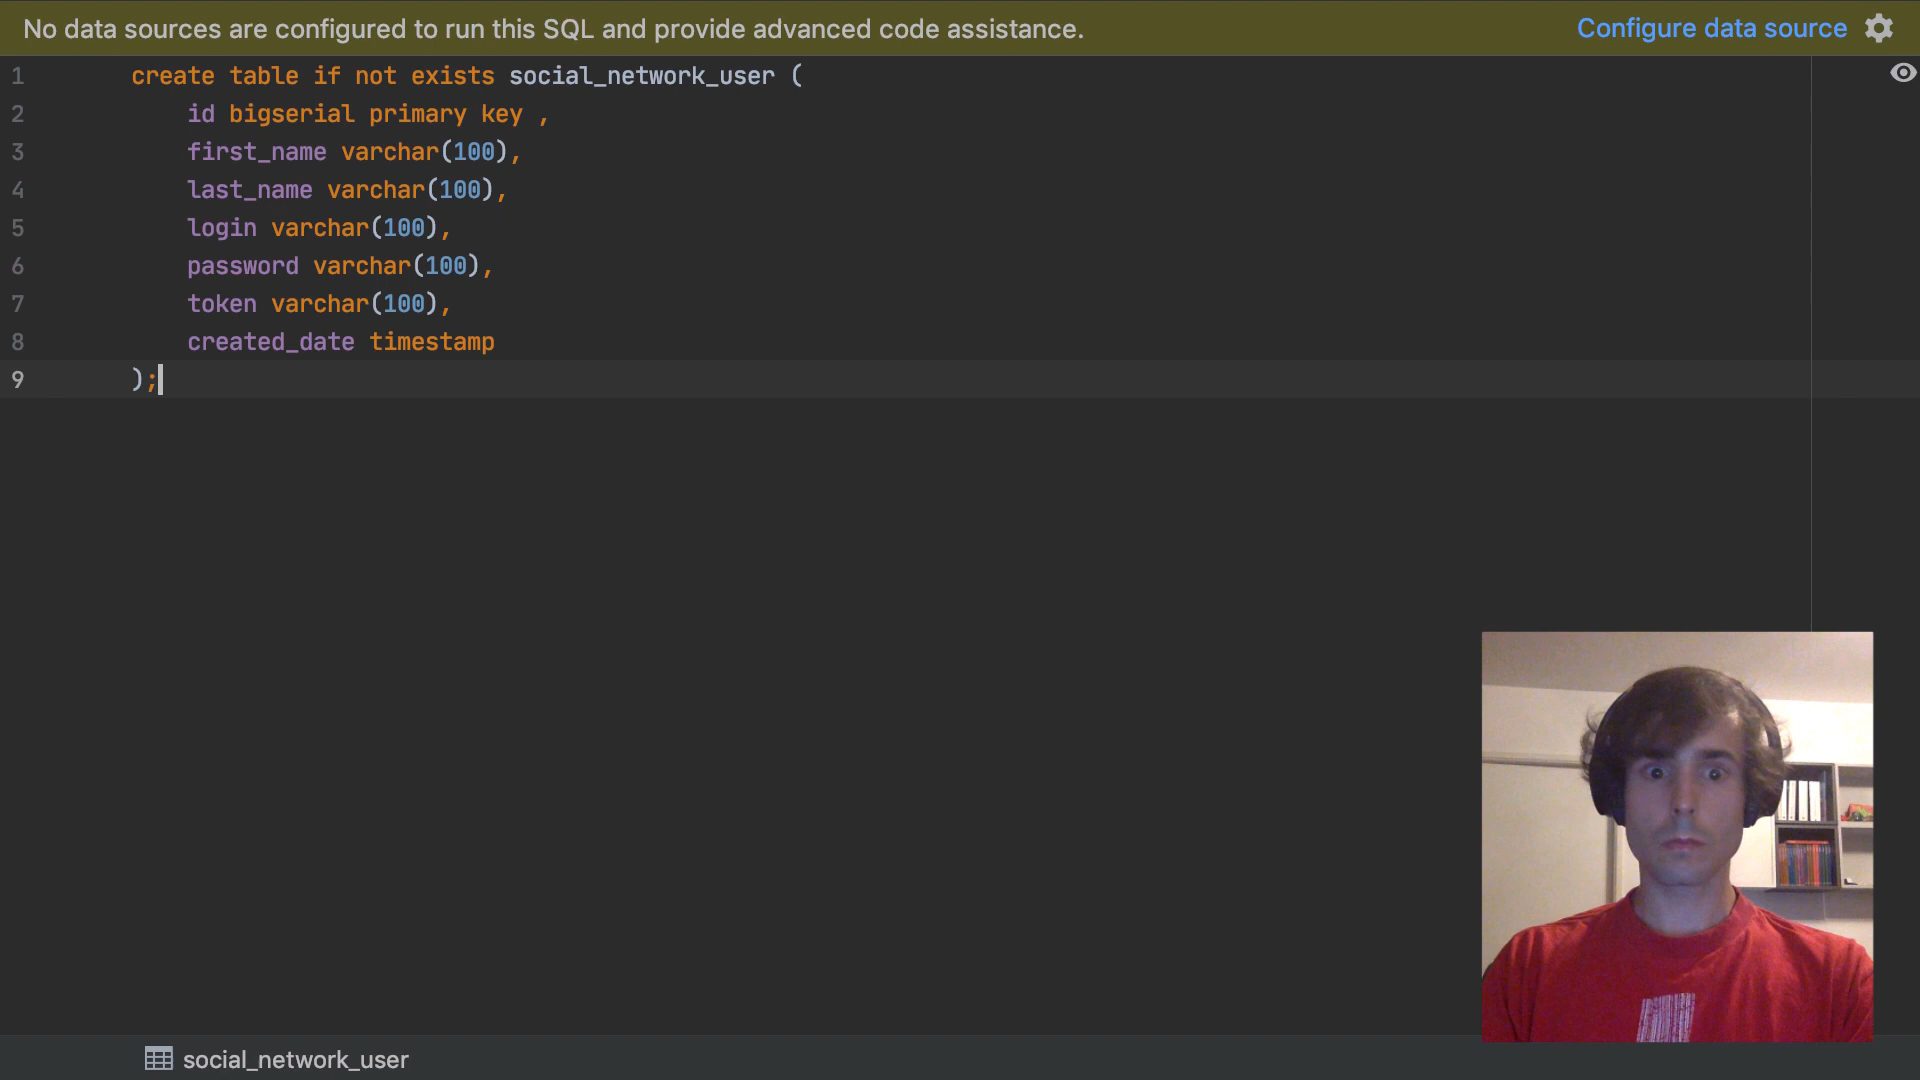 No data sources are configured to run this SQL and provide advanced code assistance. Configure data source
1 create table if not exists social_network_user (
2 id bigserial primary key ,
3 first_name varchar(100),
4 last_name varchar(100),
5 login varchar(100),
6 password varchar(100),
7 token varchar(100),
8 created_date timestamp
9 );
social_network_user